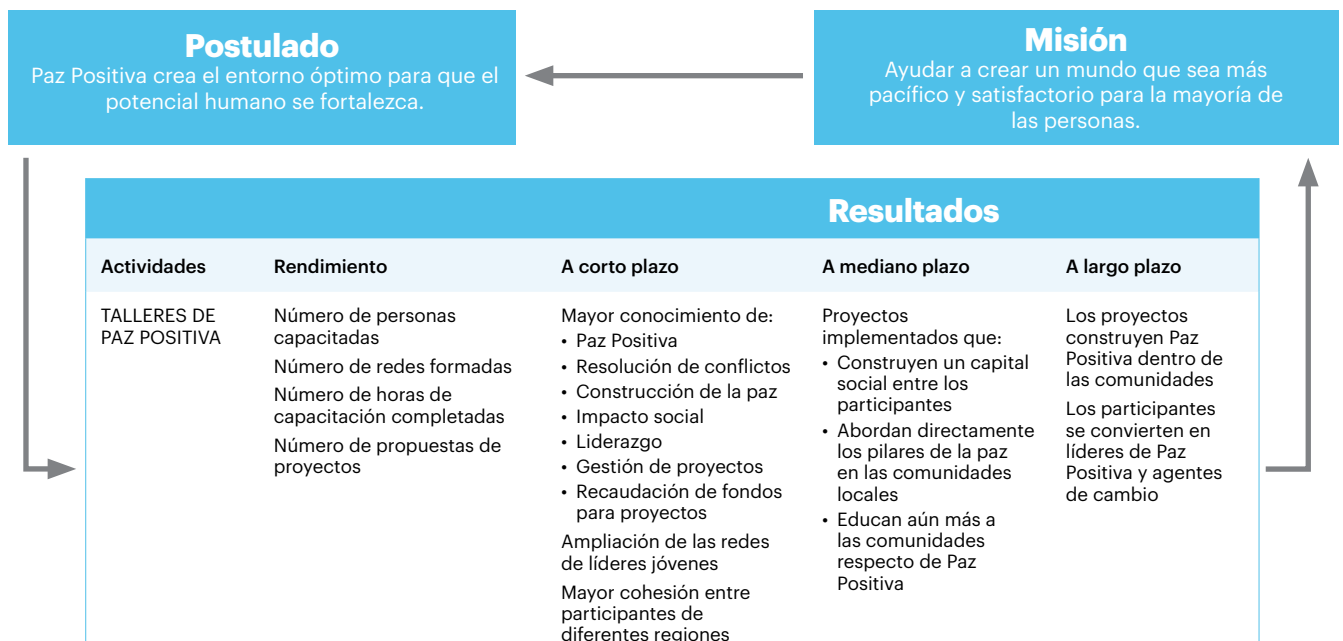 Postulado
Paz Positiva crea el entorno óptimo para que el
potencial humano se fortalezca.
Misión
Ayudar a crear un mundo que sea más
pacífico y satisfactorio para la mayoría de
las personas.
Resultados
Actividades
Rendimiento
A corto plazo
A mediano plazo
A largo plazo
TALLERES DE
PAZ POSITIVA
Número de personas
capacitadas
Número de redes formadas
Número de horas de
capacitación completadas
Número de propuestas de
proyectos
Mayor conocimiento de:
• Paz Positiva
• Resolución de conflictos
• Construcción de la paz
• Impacto social
• Liderazgo
• Gestión de proyectos
• Recaudación de fondos
para proyectos
Ampliación de las redes
de líderes jóvenes
Mayor cohesión entre
participantes de
diferentes regiones
Proyectos
implementados que:
• Construyen un capital
social entre los
participantes
• Abordan directamente
los pilares de la paz
en las comunidades
locales
• Educan aún más a
las comunidades
respecto de Paz
Positiva
Los proyectos
construyen Paz
Positiva dentro de
las comunidades
Los participantes
se convierten en
líderes de Paz
Positiva y agentes
de cambio